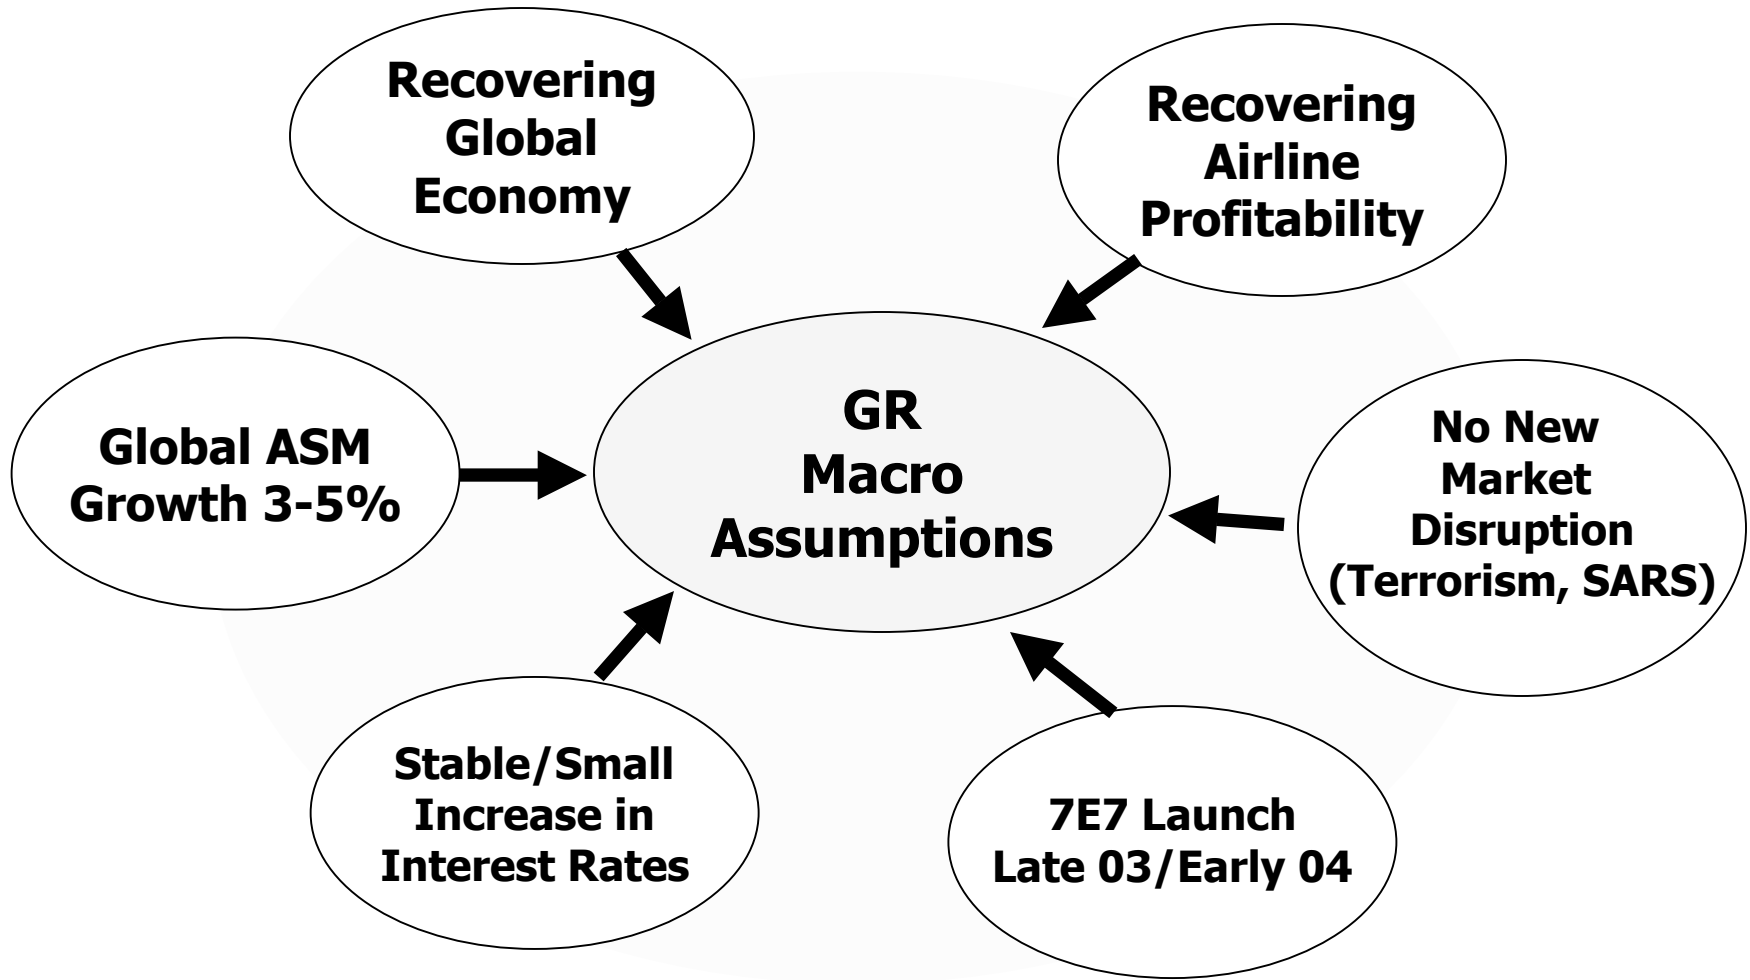 Recovering
Global
Economy
Recovering
Airline
Profitability
Global ASM
Growth 3-5%
GR
Macro
Assumptions
No New
Market
Disruption
(Terrorism, SARS)
Stable/Small
Increase in
Interest Rates
7E7 Launch
Late 03/Early 04